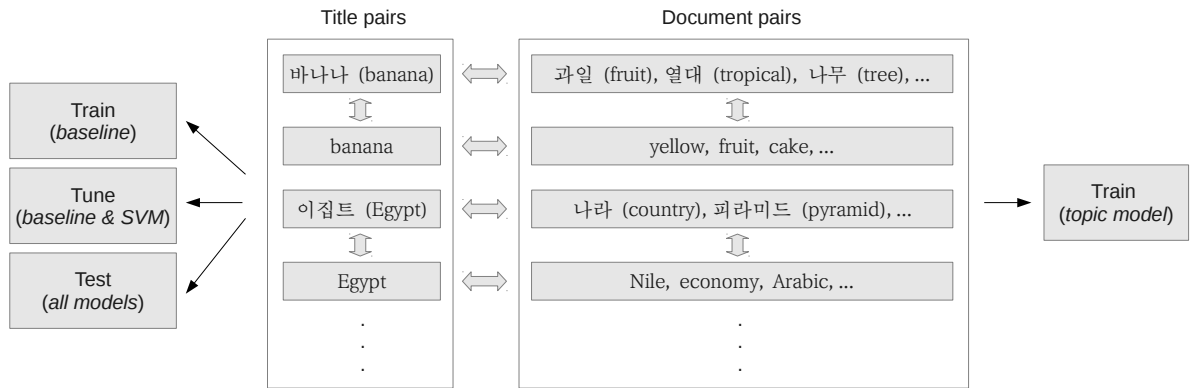 Title pairs
Document pairs
바나나 (banana)
과일 (fruit), 열대 (tropical), 나무 (tree), ...
Train
(baseline)
banana
yellow, fruit, cake, ...
Tune
(baseline & SVM)
이집트 (Egypt)
나라 (country), 피라미드 (pyramid), ...
Train
(topic model)
Test
(all models)
Egypt
Nile, economy, Arabic, ...
.
.
.
.
.
.